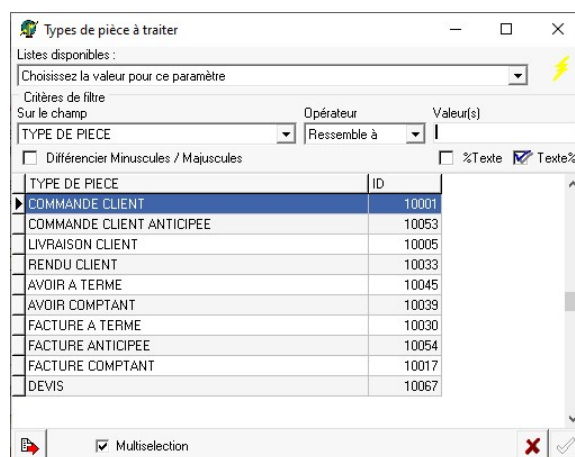 Types de pièce à traiter
Listes disponibles :
Choisissez la valeur pour ce paramètre
Critères de filtre
Sur le champ Opérateur Valeur(s)
TYPE DE PIECE Ressemble à
Différencier Minuscules / Majuscules %Texte Texte%
TYPE DE PIECE ID
COMMANDE CLIENT 10001
COMMANDE CLIENT ANTICIPEE 10053
LIVRAISON CLIENT 10005
RENDU CLIENT 10033
AVOIR A TERME 10045
AVOIR COMPTANT 10039
FACTURE A TERME 10030
FACTURE ANTICIPEE 10054
FACTURE COMPTANT 10017
DEVIS 10067
Multiselection